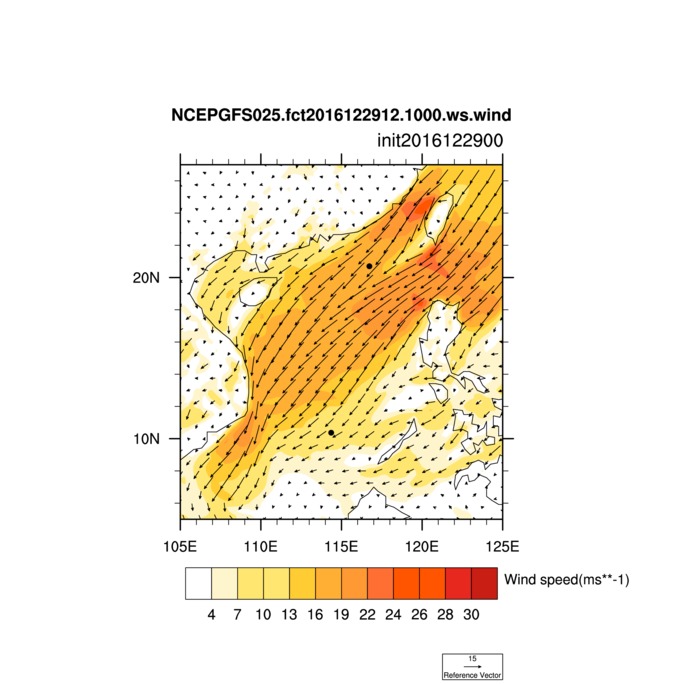 NCEPGFS025.fct2016122912.1000.ws.wind
init2016122900
20N
10N
105E 110E 115E 120E 125E
Wind speed(ms**-1)
4 7 10 13 16 19 22 24 26 28 30
15
Reference Vector